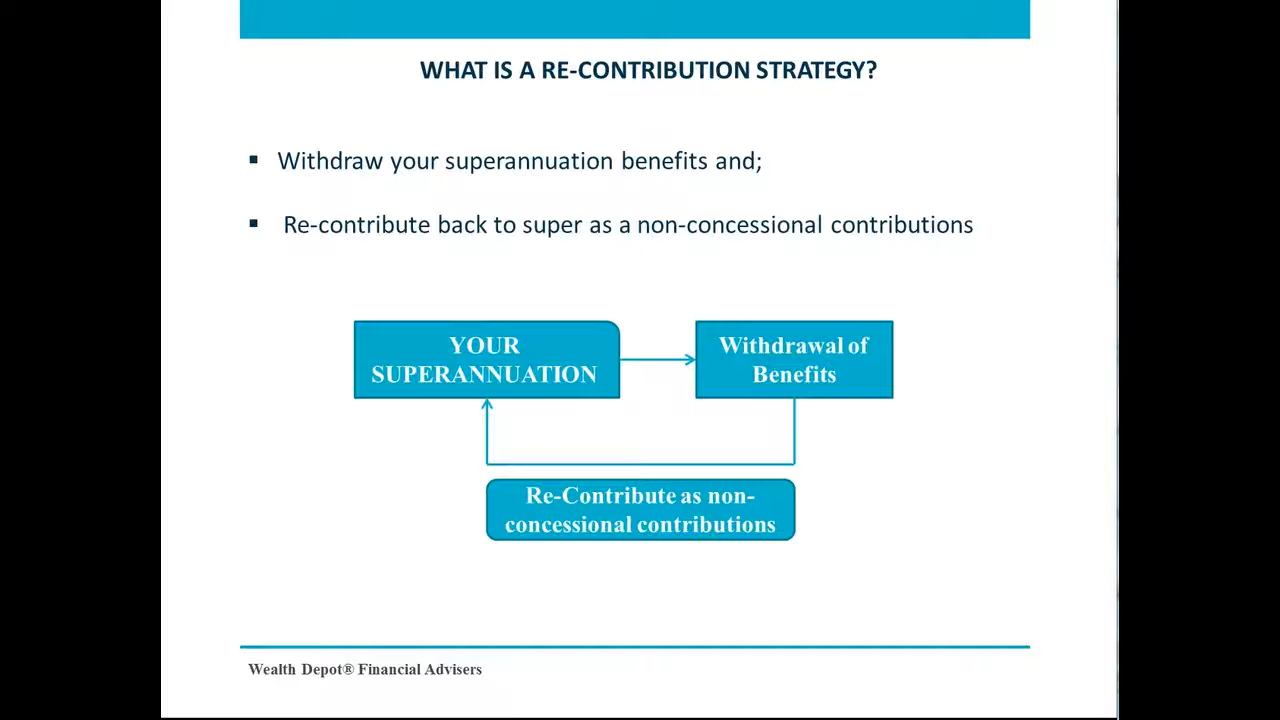 WHAT IS A RE-CONTRIBUTION STRATEGY?
▪ Withdraw your superannuation benefits and;
▪ Re-contribute back to super as a non-concessional contributions
YOUR
SUPERANNUATION
Withdrawal of
Benefits
Re-Contribute as non-
concessional contributions
Wealth Depot® Financial Advisers